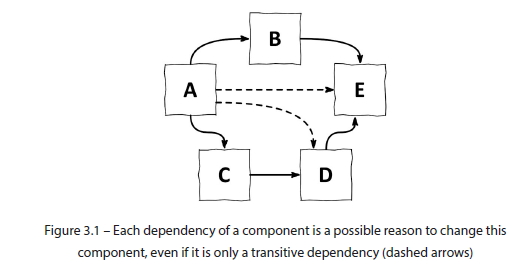 B
A
E
C
D
Figure 3.1 – Each dependency of a component is a possible reason to change this
component, even if it is only a transitive dependency (dashed arrows)